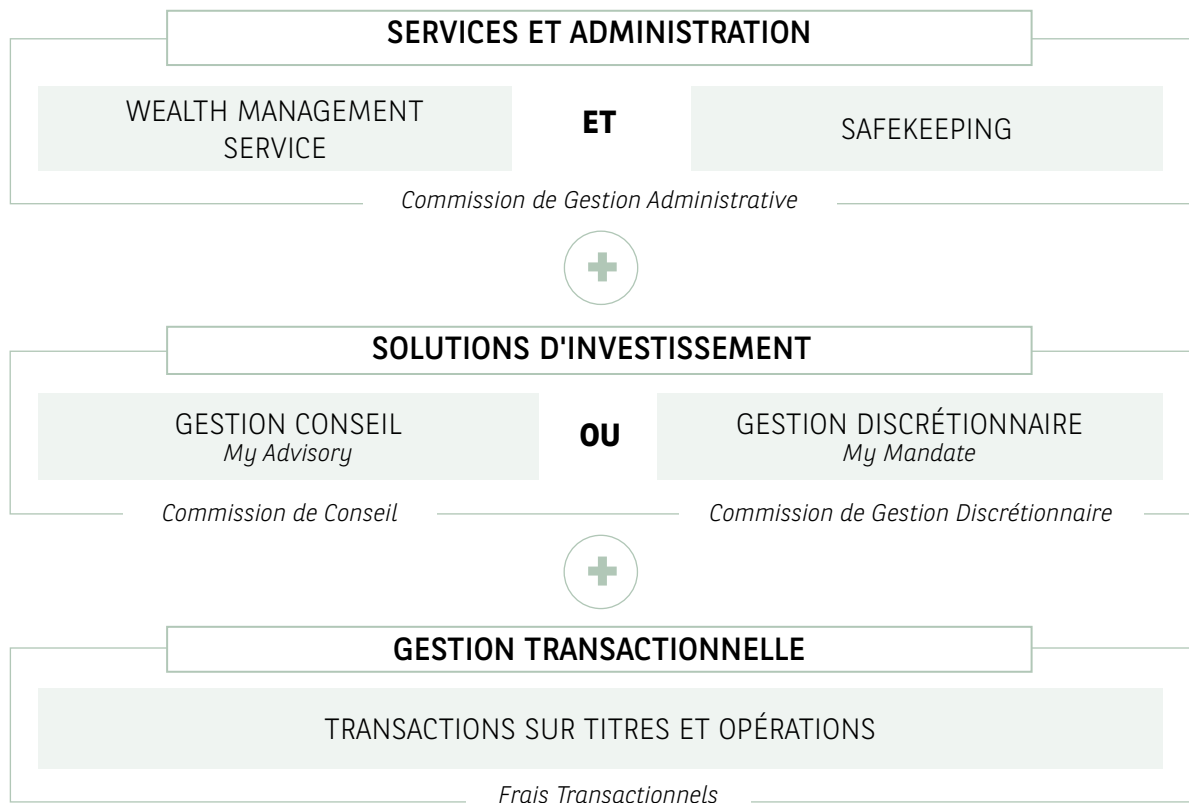 SERVICES ET ADMINISTRATION
WEALTH MANAGEMENT
SERVICE
ET
SAFEKEEPING
Commission de Gestion Administrative
SOLUTIONS D'INVESTISSEMENT
GESTION CONSEIL
My Advisory
OU
GESTION DISCRÉTIONNAIRE
My Mandate
Commission de Conseil
Commission de Gestion Discrétionnaire
GESTION TRANSACTIONNELLE
TRANSACTIONS SUR TITRES ET OPÉRATIONS
Frais Transactionnels